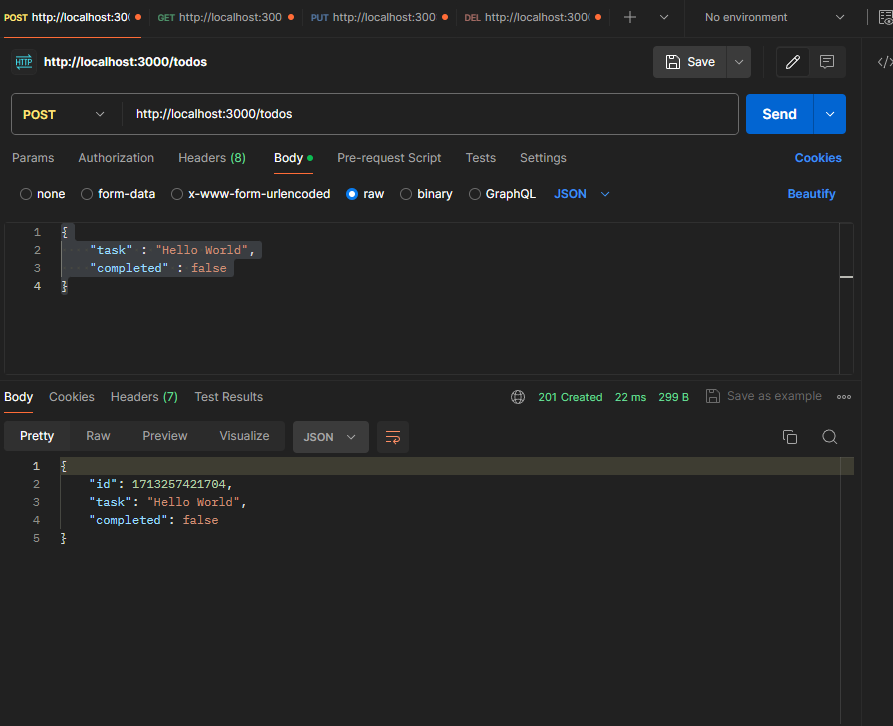 POST http://localhost:30( GET http://localhost:300 PUT http://localhost:300 DEL http://localhost:300 No environment
HTTP http://localhost:3000/todos Save
POST http://localhost:3000/todos Send
Params Authorization Headers (8) Body Pre-request Script Tests Settings Cookies
none form-data x-www-form-urlencoded raw binary GraphQL JSON Beautify
1 {
2 "task" : "Hello World",
3 "completed" : false
4 }
Body Cookies Headers (7) Test Results 201 Created 22 ms 299 B Save as example
Pretty Raw Preview Visualize JSON
1 {
2 "id": 1713257421704,
3 "task": "Hello World",
4 "completed": false
5 }